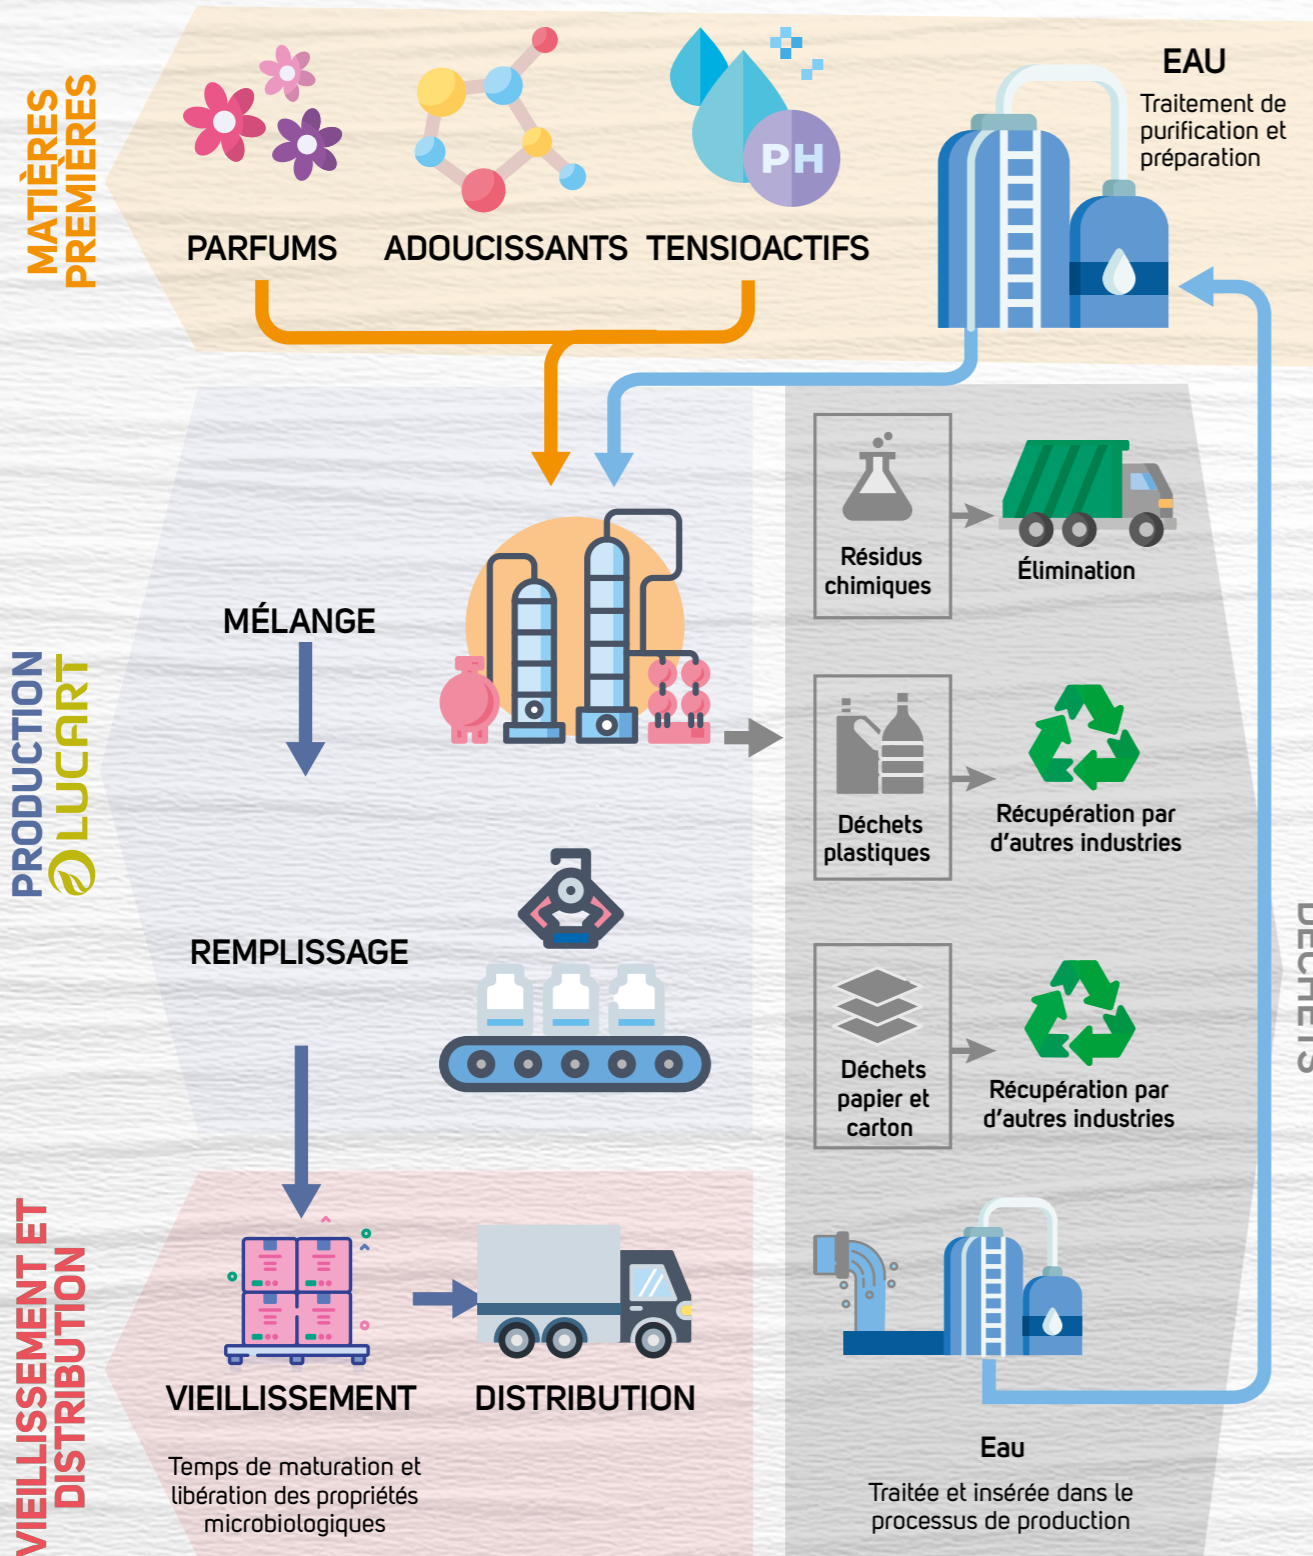 MATIÈRES
PREMIÈRES
PARFUMS
ADOUCISSANTS
TENSIOACTIFS
PH
EAU
Traitement de
purification et
préparation
PRODUCTION
LUCART
MÉLANGE
REMPLISSAGE
Résidus
chimiques
Élimination
Déchets
plastiques
Récupération par
d'autres industries
Déchets
papier et
carton
Récupération par
d'autres industries
DÉCHETS
VIEILLISSEMENT ET
DISTRIBUTION
VIEILLISSEMENT
Temps de maturation et
libération des propriétés
microbiologiques
DISTRIBUTION
Eau
Traitée et insérée dans le
processus de production